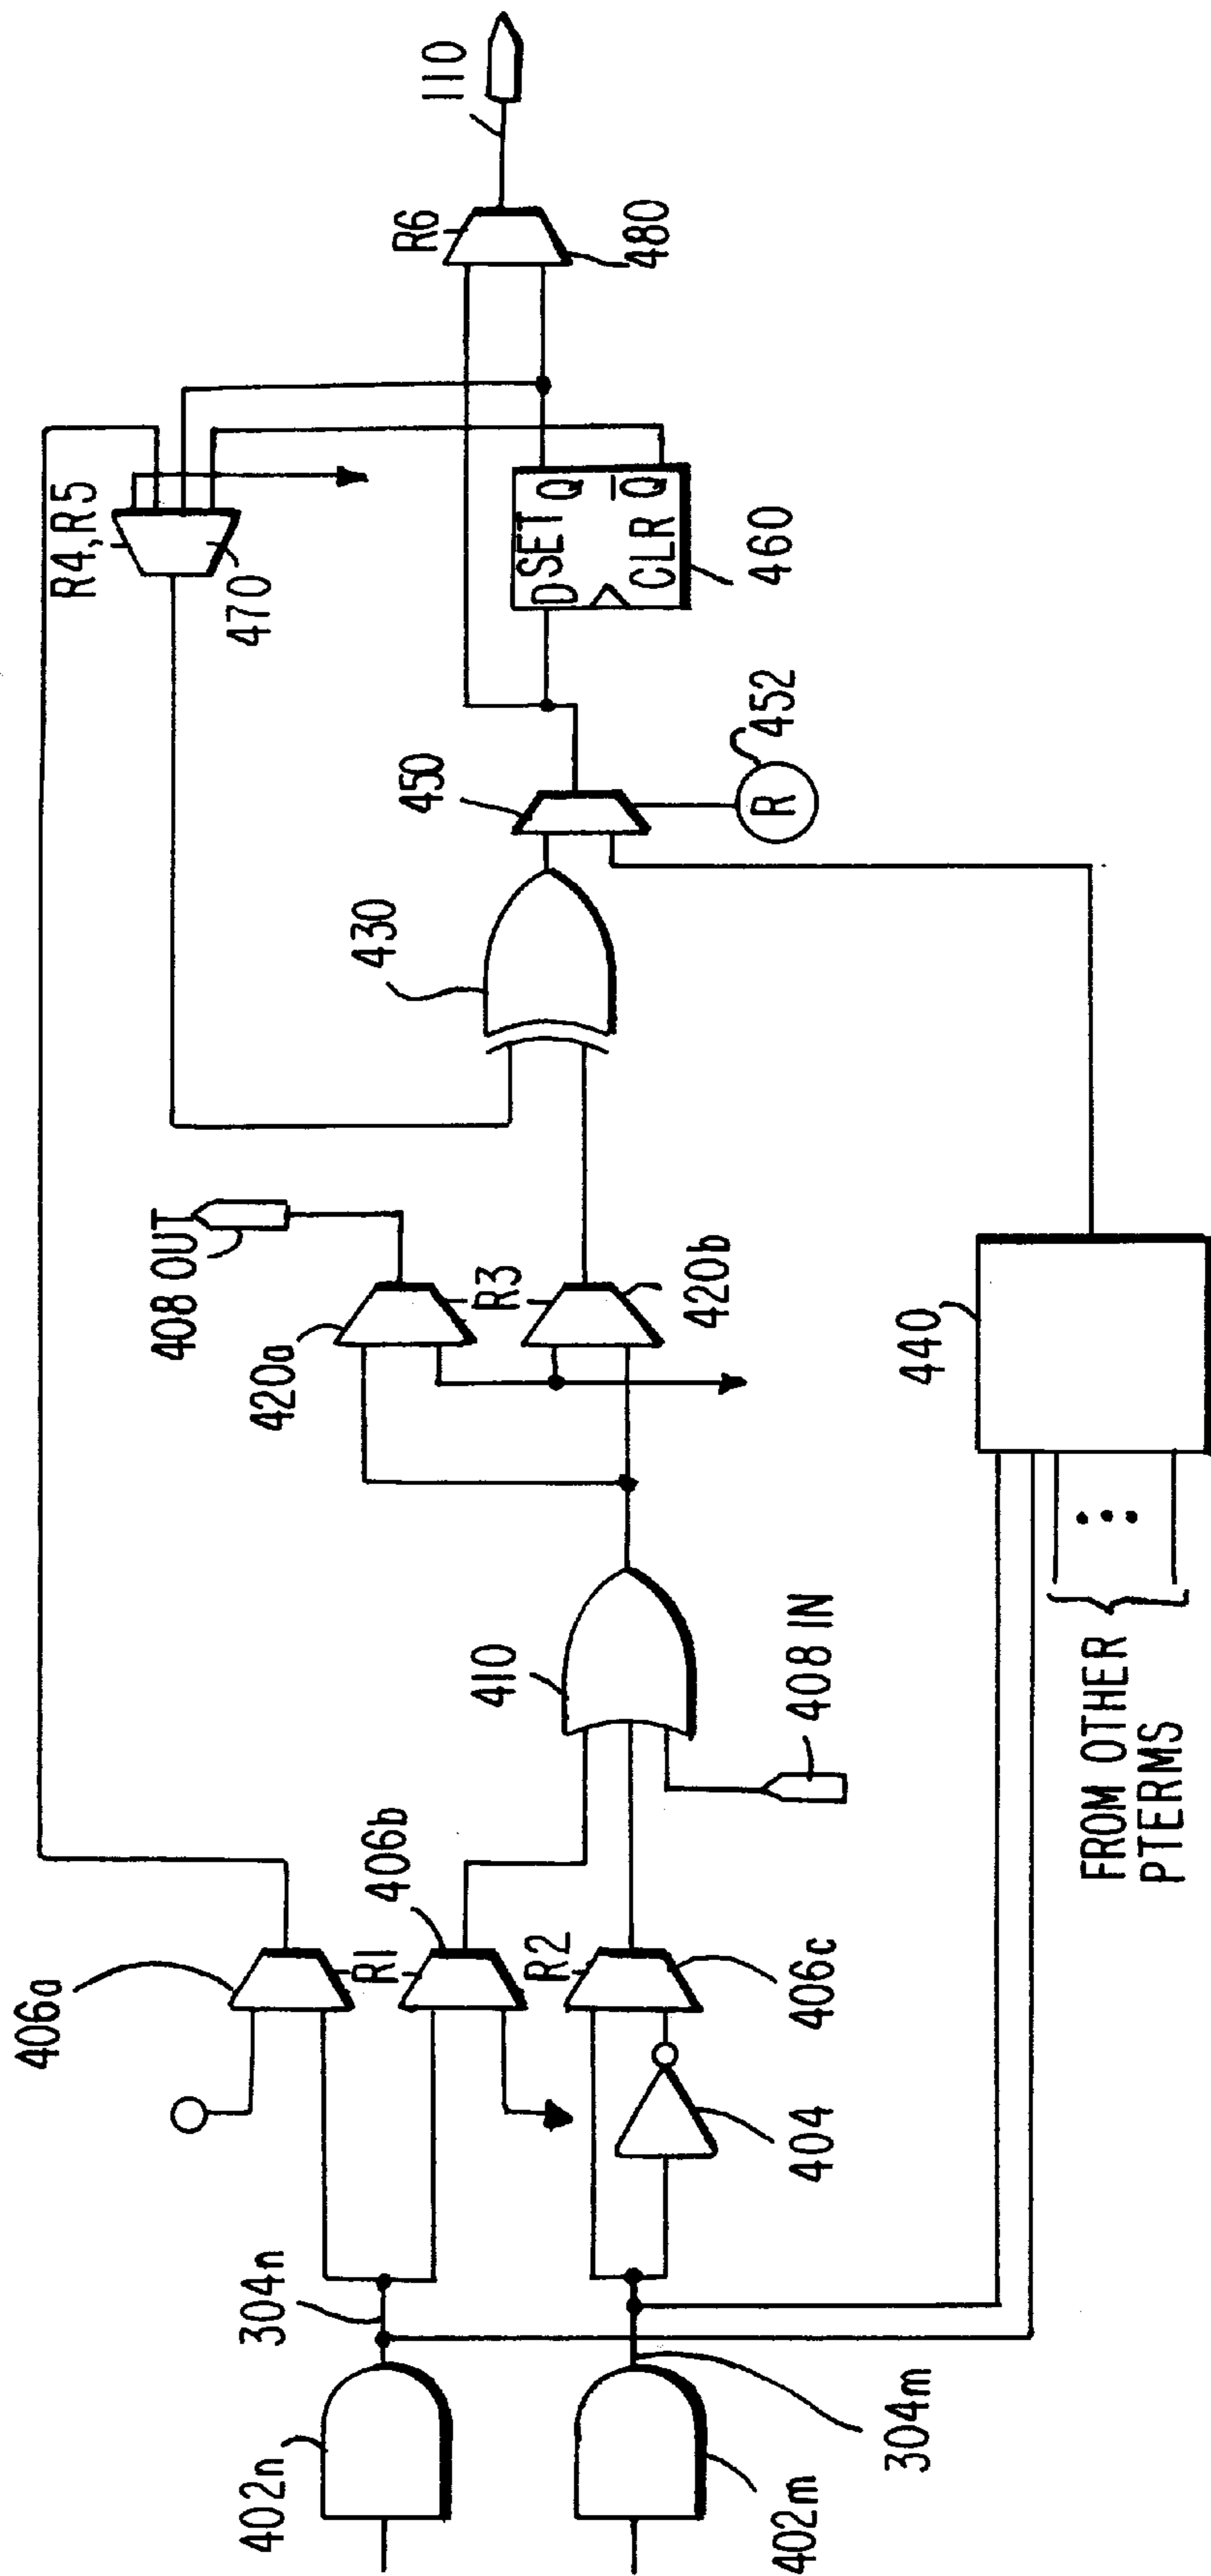 402n
304n
406a
R1
406b
402m
304m
404
R2
406c
410
408 IN
408 OUT
420a
R3
420b
430
440
FROM OTHER
PTERMS
450
R
452
R4,R5
470
D SET Q
CLR Q̅
460
R6
480
110